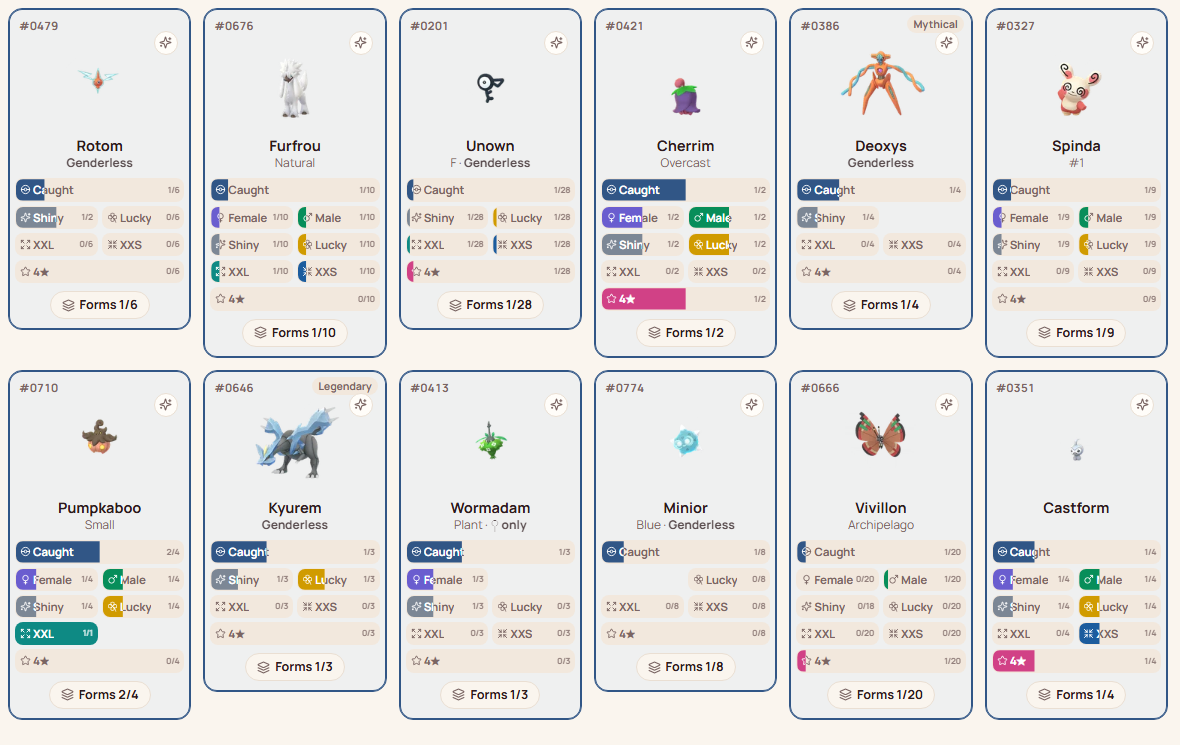 #0479
Rotom
Genderless
Caught 1/6
Shiny 1/2 Lucky 0/6
XXL 0/6 XXS 0/6
4★ 0/6
Forms 1/6
#0676
Furfrou
Natural
Caught 1/10
Female 1/10 Male 1/10
Shiny 1/10 Lucky 1/10
XXL 1/10 XXS 1/10
4★ 0/10
Forms 1/10
#0201
Unown
F · Genderless
Caught 1/28
Shiny 1/28 Lucky 1/28
XXL 1/28 XXS 1/28
4★ 1/28
Forms 1/28
#0421
Cherrim
Overcast
Caught 1/2
Female 1/2 Male 1/2
Shiny 1/2 Lucky 1/2
XXL 0/2 XXS 0/2
4★ 1/2
Forms 1/2
#0386 Mythical
Deoxys
Genderless
Caught 1/4
Shiny 1/4
XXL 0/4 XXS 0/4
4★ 0/4
Forms 1/4
#0327
Spinda
#1
Caught 1/9
Female 1/9 Male 1/9
Shiny 1/9 Lucky 1/9
XXL 0/9 XXS 0/9
4★ 0/9
Forms 1/9
#0710
Pumpkaboo
Small
Caught 2/4
Female 1/4 Male 1/4
Shiny 1/4 Lucky 1/4
XXL 1/1
4★ 0/4
Forms 2/4
#0646 Legendary
Kyurem
Genderless
Caught 1/3
Shiny 1/3 Lucky 1/3
XXL 0/3 XXS 0/3
4★ 0/3
Forms 1/3
#0413
Wormadam
Plant · ♀ only
Caught 1/3
Female 1/3
Shiny 1/3 Lucky 0/3
XXL 0/3 XXS 0/3
4★ 0/3
Forms 1/3
#0774
Minior
Blue · Genderless
Caught 1/8
Lucky 0/8
XXL 0/8 XXS 0/8
4★ 0/8
Forms 1/8
#0666
Vivillon
Archipelago
Caught 1/20
Female 0/20 Male 1/20
Shiny 0/18 Lucky 0/20
XXL 0/20 XXS 0/20
4★ 1/20
Forms 1/20
#0351
Castform
Caught 1/4
Female 1/4 Male 1/4
Shiny 1/4 Lucky 1/4
XXL 0/4 XXS 1/4
4★ 1/4
Forms 1/4